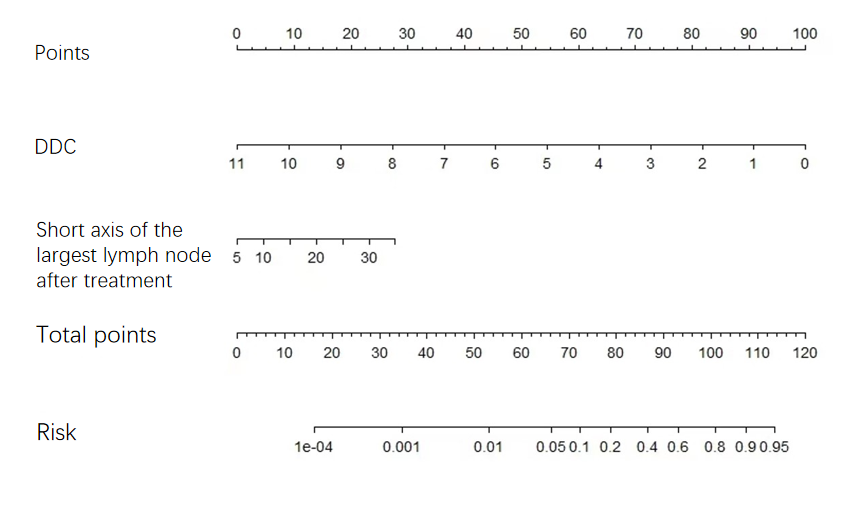 0 10 20 30 40 50 60 70 80 90 100
Points
DDC
11 10 9 8 7 6 5 4 3 2 1 0
Short axis of the
largest lymph node
after treatment
5 10 20 30
Total points
0 10 20 30 40 50 60 70 80 90 100 110 120
Risk
1e-04 0.001 0.01 0.05 0.1 0.2 0.4 0.6 0.8 0.9 0.95